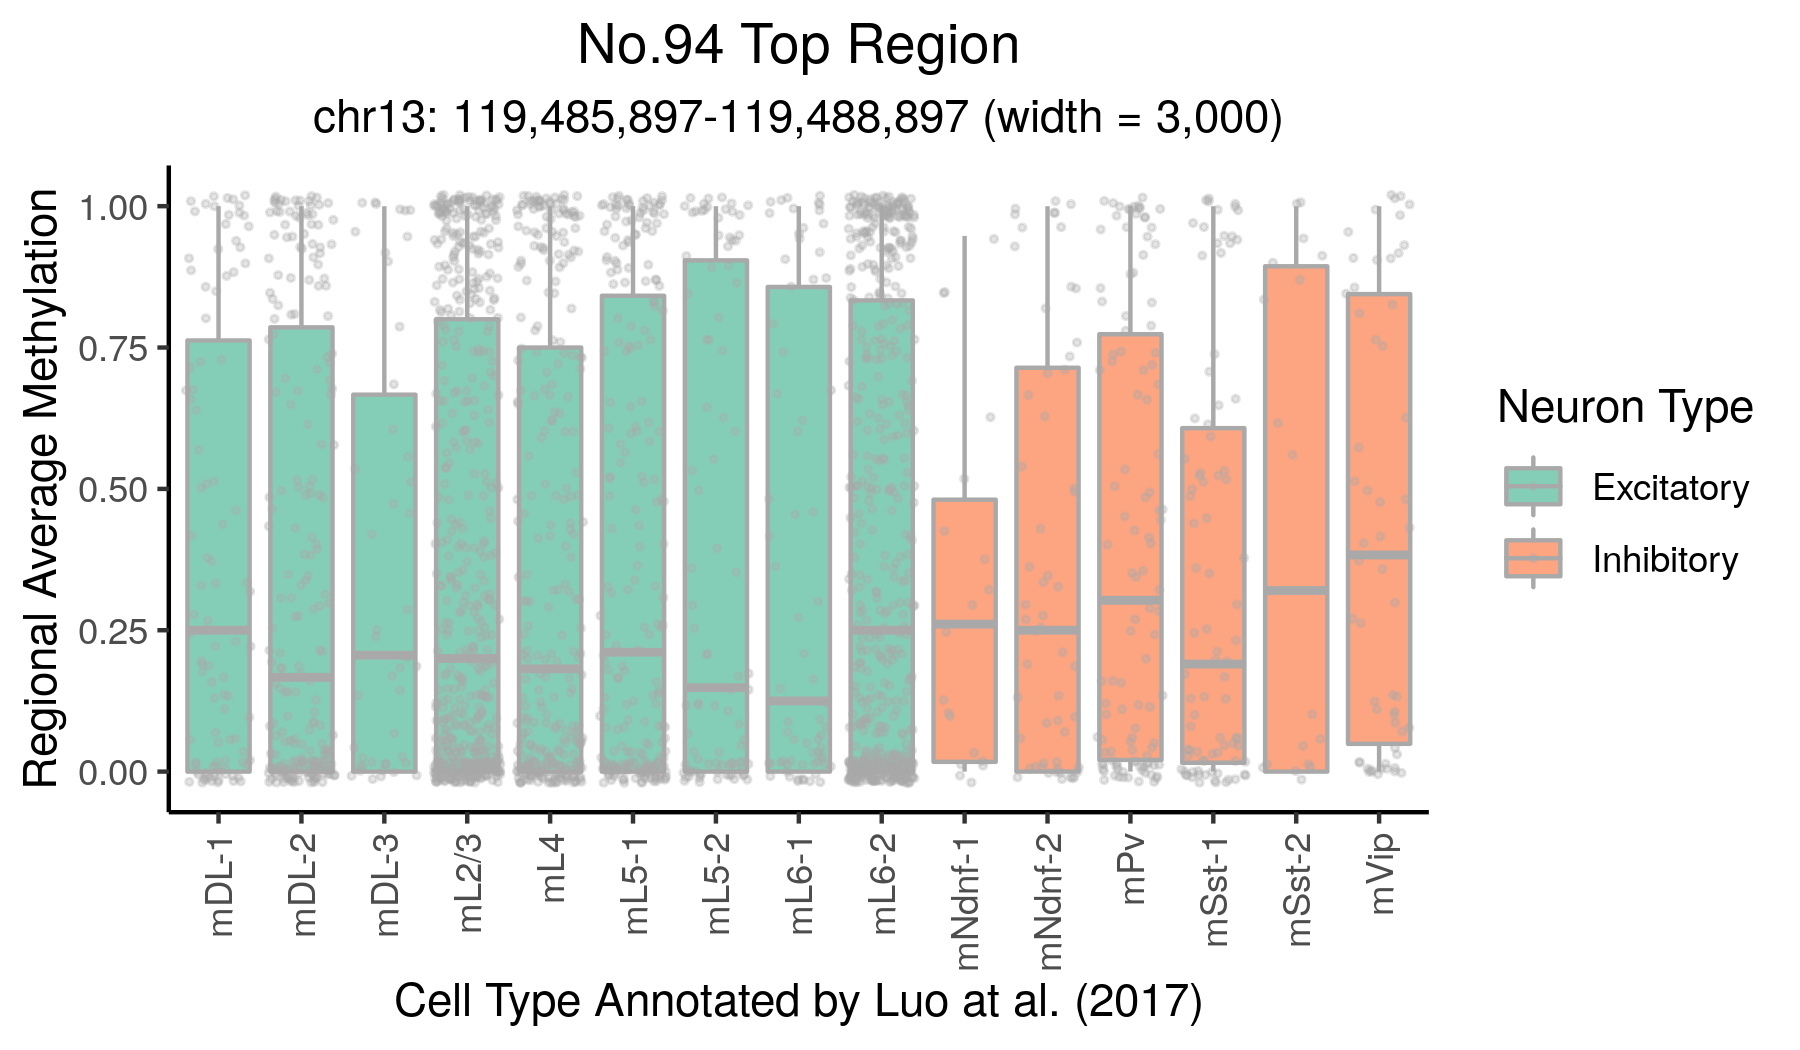 No.94 Top Region
chr13: 119,485,897-119,488,897 (width = 3,000)
Regional Average Methylation
1.00
0.75
0.50
0.25
0.00
mDL-1
mDL-2
mDL-3
mL2/3
mL4
mL5-1
mL5-2
mL6-1
mL6-2
mNdnf-1
mNdnf-2
mPv
mSst-1
mSst-2
mVip
Cell Type Annotated by Luo at al. (2017)
Neuron Type
Excitatory
Inhibitory